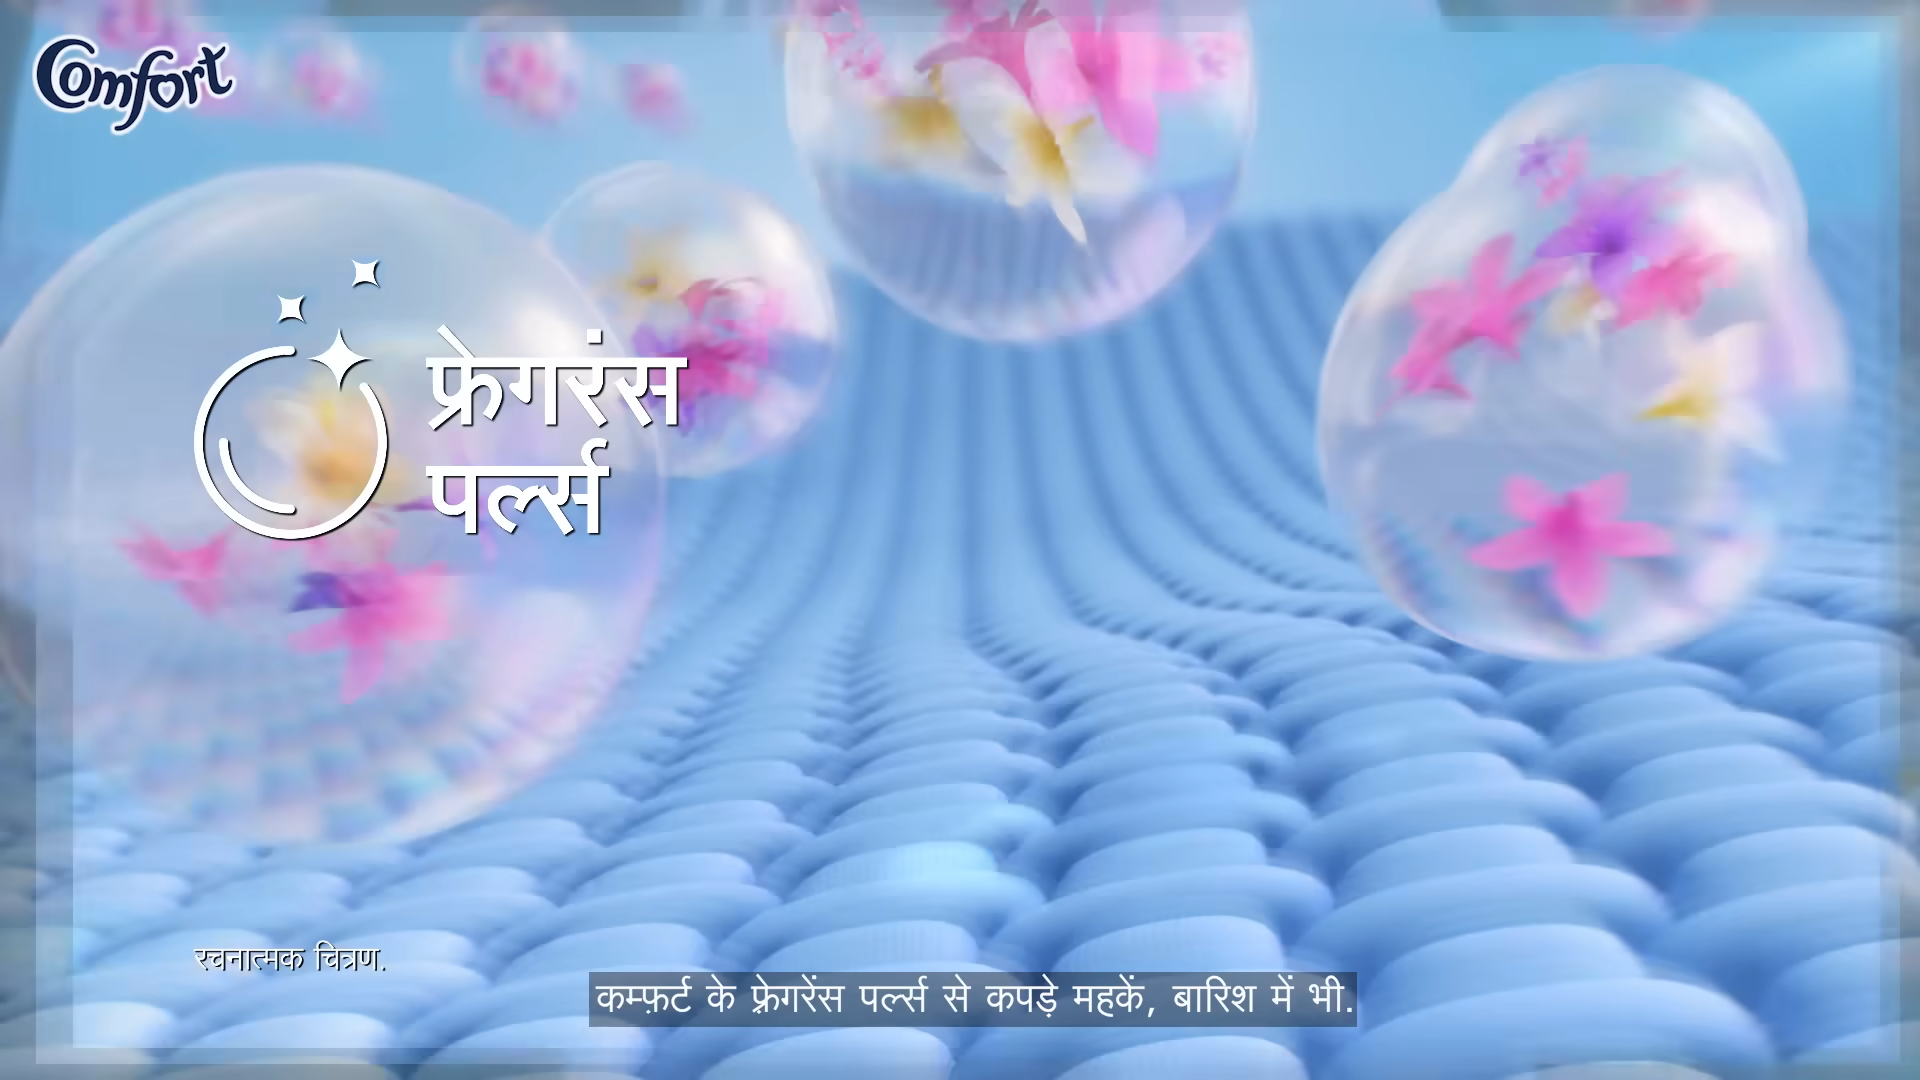 Comfort
फ्रेगरंस
पर्ल्स
रचनात्मक चित्रण.
कम्फ़र्ट के फ़्रेगरेंस पर्ल्स से कपड़े महकें, बारिश में भी.